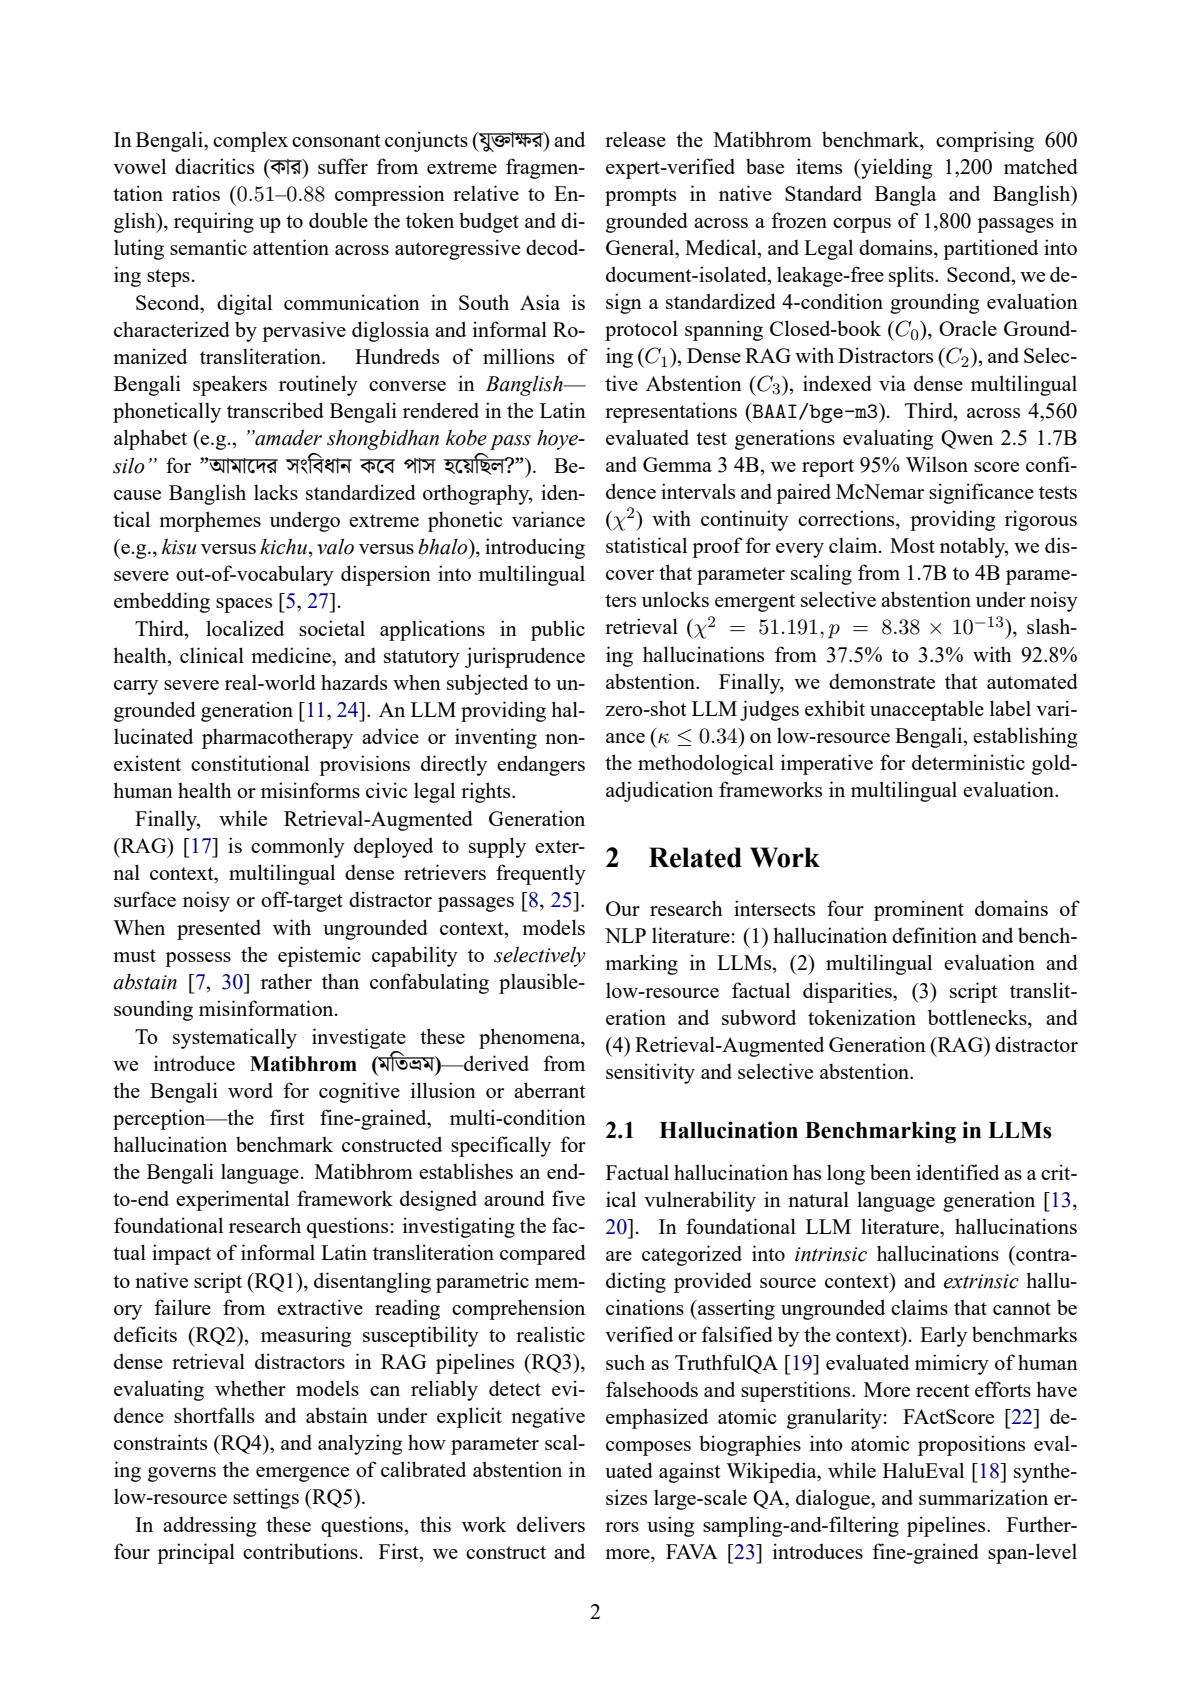 In Bengali, complex consonant conjuncts (যুক্তাক্ষর) and
vowel diacritics (কার) suffer from extreme fragmen-
tation ratios (0.51–0.88 compression relative to En-
glish), requiring up to double the token budget and di-
luting semantic attention across autoregressive decod-
ing steps.
Second, digital communication in South Asia is
characterized by pervasive diglossia and informal Ro-
manized transliteration. Hundreds of millions of
Bengali speakers routinely converse in Banglish—
phonetically transcribed Bengali rendered in the Latin
alphabet (e.g., ”amader shongbidhan kobe pass hoye-
silo” for ”আমাদের সংবিধান কবে পাস হয়েছিল?”). Be-
cause Banglish lacks standardized orthography, iden-
tical morphemes undergo extreme phonetic variance
(e.g., kisu versus kichu, valo versus bhalo), introducing
severe out-of-vocabulary dispersion into multilingual
embedding spaces [5, 27].
Third, localized societal applications in public
health, clinical medicine, and statutory jurisprudence
carry severe real-world hazards when subjected to un-
grounded generation [11, 24]. An LLM providing hal-
lucinated pharmacotherapy advice or inventing non-
existent constitutional provisions directly endangers
human health or misinforms civic legal rights.
Finally, while Retrieval-Augmented Generation
(RAG) [17] is commonly deployed to supply exter-
nal context, multilingual dense retrievers frequently
surface noisy or off-target distractor passages [8, 25].
When presented with ungrounded context, models
must possess the epistemic capability to selectively
abstain [7, 30] rather than confabulating plausible-
sounding misinformation.
To systematically investigate these phenomena,
we introduce Matibhrom (মতিভ্রম)—derived from
the Bengali word for cognitive illusion or aberrant
perception—the first fine-grained, multi-condition
hallucination benchmark constructed specifically for
the Bengali language. Matibhrom establishes an end-
to-end experimental framework designed around five
foundational research questions: investigating the fac-
tual impact of informal Latin transliteration compared
to native script (RQ1), disentangling parametric mem-
ory failure from extractive reading comprehension
deficits (RQ2), measuring susceptibility to realistic
dense retrieval distractors in RAG pipelines (RQ3),
evaluating whether models can reliably detect evi-
dence shortfalls and abstain under explicit negative
constraints (RQ4), and analyzing how parameter scal-
ing governs the emergence of calibrated abstention in
low-resource settings (RQ5).
In addressing these questions, this work delivers
four principal contributions. First, we construct and
release the Matibhrom benchmark, comprising 600
expert-verified base items (yielding 1,200 matched
prompts in native Standard Bangla and Banglish)
grounded across a frozen corpus of 1,800 passages in
General, Medical, and Legal domains, partitioned into
document-isolated, leakage-free splits. Second, we de-
sign a standardized 4-condition grounding evaluation
protocol spanning Closed-book (C₀), Oracle Ground-
ing (C₁), Dense RAG with Distractors (C₂), and Selec-
tive Abstention (C₃), indexed via dense multilingual
representations (BAAI/bge-m3). Third, across 4,560
evaluated test generations evaluating Qwen 2.5 1.7B
and Gemma 3 4B, we report 95% Wilson score confi-
dence intervals and paired McNemar significance tests
(χ²) with continuity corrections, providing rigorous
statistical proof for every claim. Most notably, we dis-
cover that parameter scaling from 1.7B to 4B parame-
ters unlocks emergent selective abstention under noisy
retrieval (χ² = 51.191, p = 8.38 × 10⁻¹³), slash-
ing hallucinations from 37.5% to 3.3% with 92.8%
abstention. Finally, we demonstrate that automated
zero-shot LLM judges exhibit unacceptable label vari-
ance (κ ≤ 0.34) on low-resource Bengali, establishing
the methodological imperative for deterministic gold-
adjudication frameworks in multilingual evaluation.
2 Related Work
Our research intersects four prominent domains of
NLP literature: (1) hallucination definition and bench-
marking in LLMs, (2) multilingual evaluation and
low-resource factual disparities, (3) script translit-
eration and subword tokenization bottlenecks, and
(4) Retrieval-Augmented Generation (RAG) distractor
sensitivity and selective abstention.
2.1 Hallucination Benchmarking in LLMs
Factual hallucination has long been identified as a crit-
ical vulnerability in natural language generation [13,
20]. In foundational LLM literature, hallucinations
are categorized into intrinsic hallucinations (contra-
dicting provided source context) and extrinsic hallu-
cinations (asserting ungrounded claims that cannot be
verified or falsified by the context). Early benchmarks
such as TruthfulQA [19] evaluated mimicry of human
falsehoods and superstitions. More recent efforts have
emphasized atomic granularity: FActScore [22] de-
composes biographies into atomic propositions eval-
uated against Wikipedia, while HaluEval [18] synthe-
sizes large-scale QA, dialogue, and summarization er-
rors using sampling-and-filtering pipelines. Further-
more, FAVA [23] introduces fine-grained span-level
2